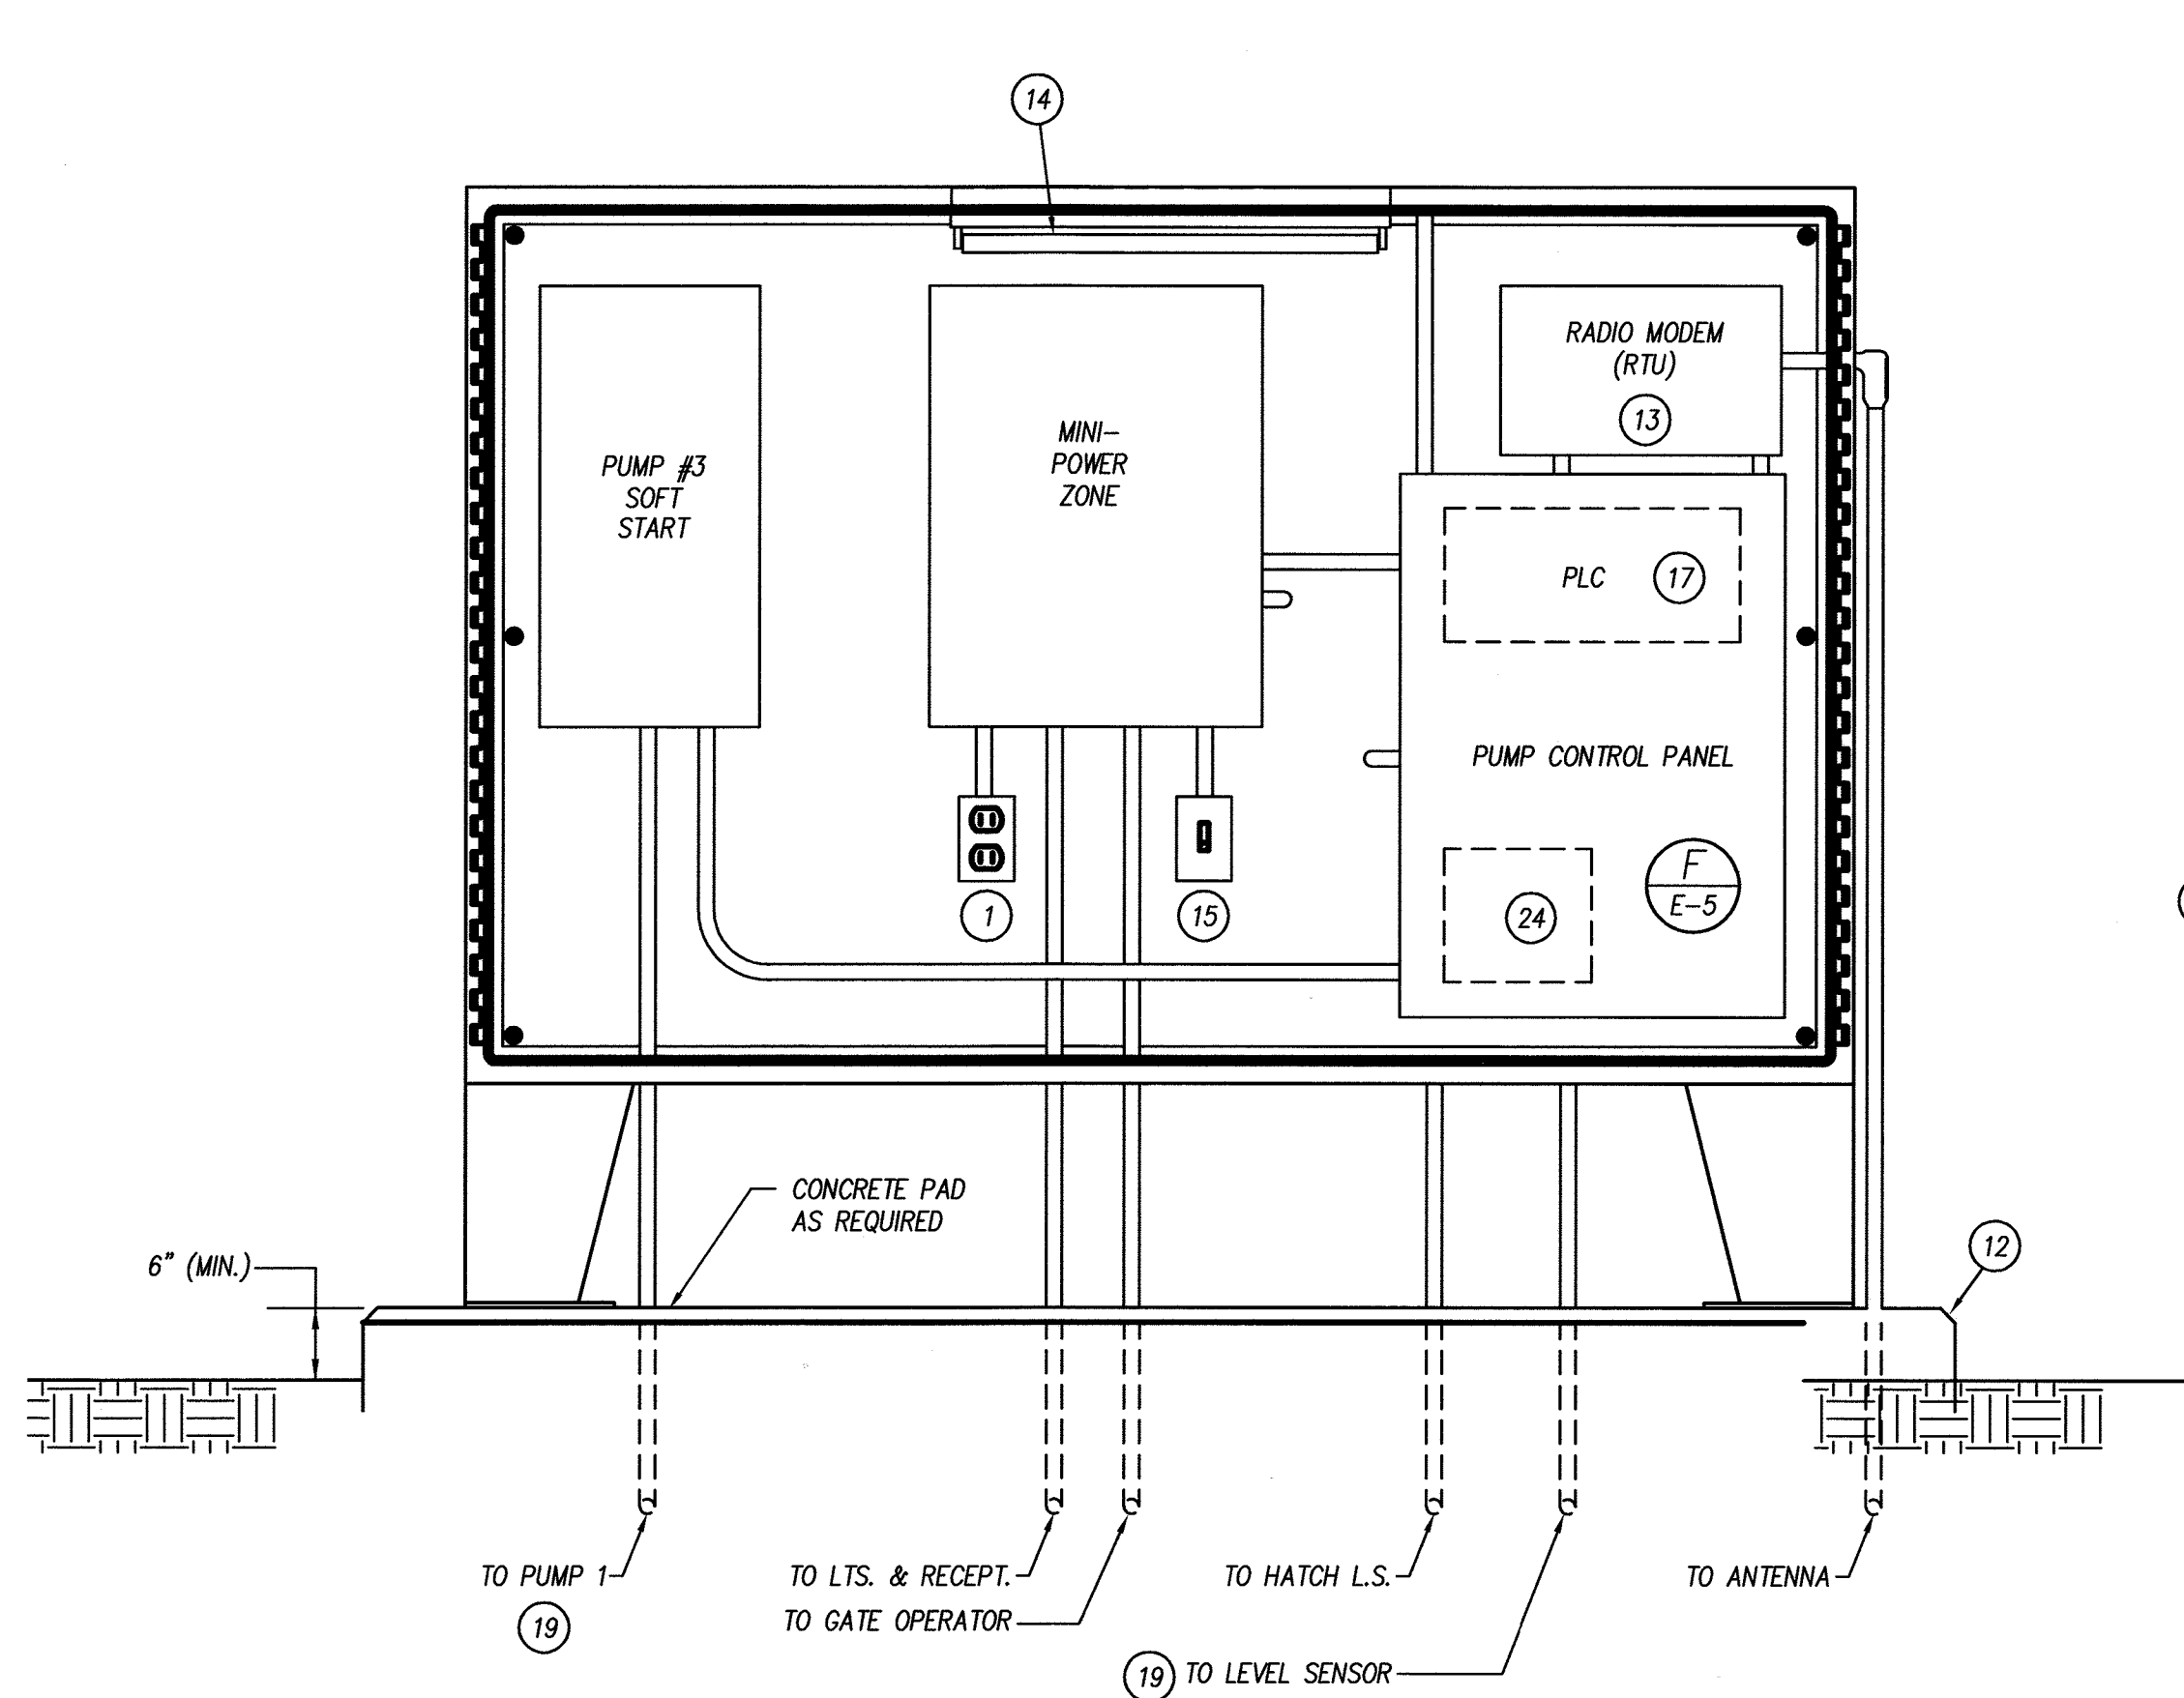 14
RADIO MODEM
(RTU)
13
MINI-
POWER
ZONE
PUMP #3
SOFT
START
PLC
17
PUMP CONTROL PANEL
F
E-5
1
15
24
CONCRETE PAD
AS REQUIRED
6" (MIN.)
12
TO PUMP 1
19
TO LTS. & RECEPT.
TO GATE OPERATOR
TO HATCH L.S.
19 TO LEVEL SENSOR
TO ANTENNA